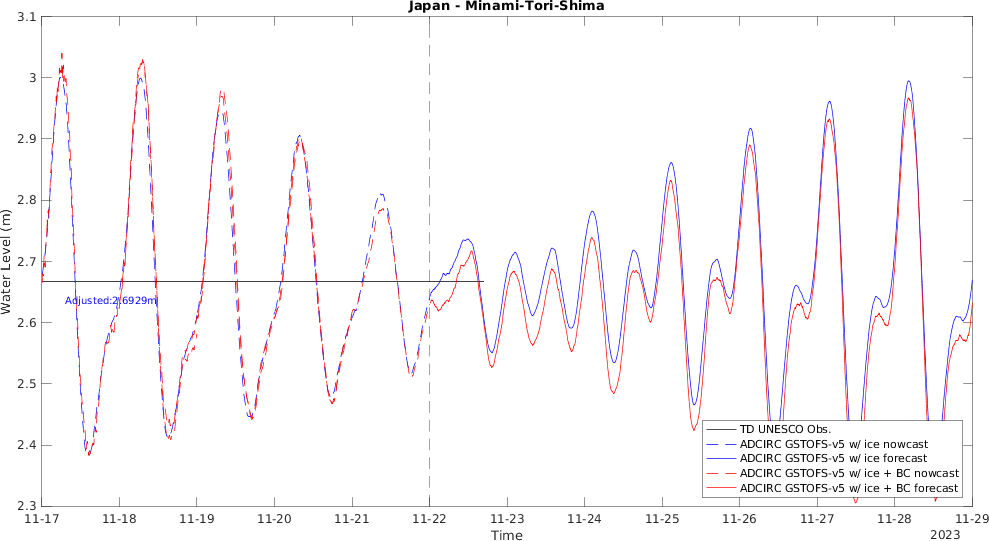 Japan - Minami-Tori-Shima
3.1
3
2.9
2.8
2.7
2.6
2.5
2.4
2.3
Water Level (m)
Adjusted:2.6929m
TD UNESCO Obs.
ADCIRC GSTOFS-v5 w/ ice nowcast
ADCIRC GSTOFS-v5 w/ ice forecast
ADCIRC GSTOFS-v5 w/ ice + BC nowcast
ADCIRC GSTOFS-v5 w/ ice + BC forecast
11-17 11-18 11-19 11-20 11-21 11-22 11-23 11-24 11-25 11-26 11-27 11-28 11-29
Time
2023